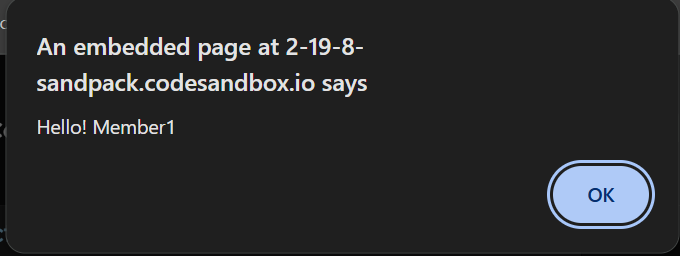 An embedded page at 2-19-8-
sandpack.codesandbox.io says
Hello! Member1
OK